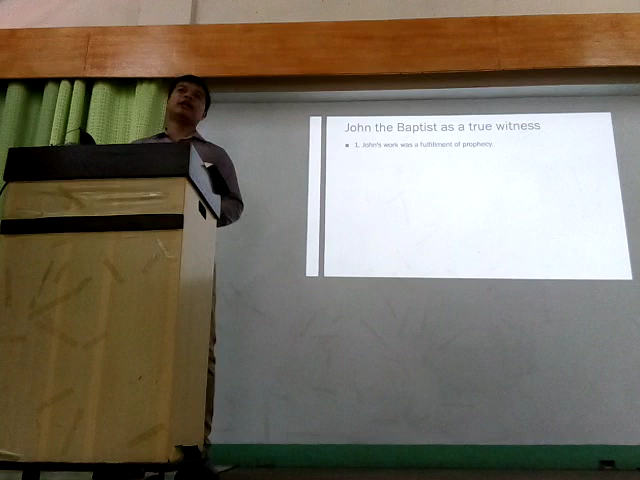 John the Baptist as a true witness
1. John's work was a fulfillment of prophecy.